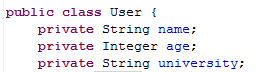 public class User {
    private String name;
    private Integer age;
    private String university;